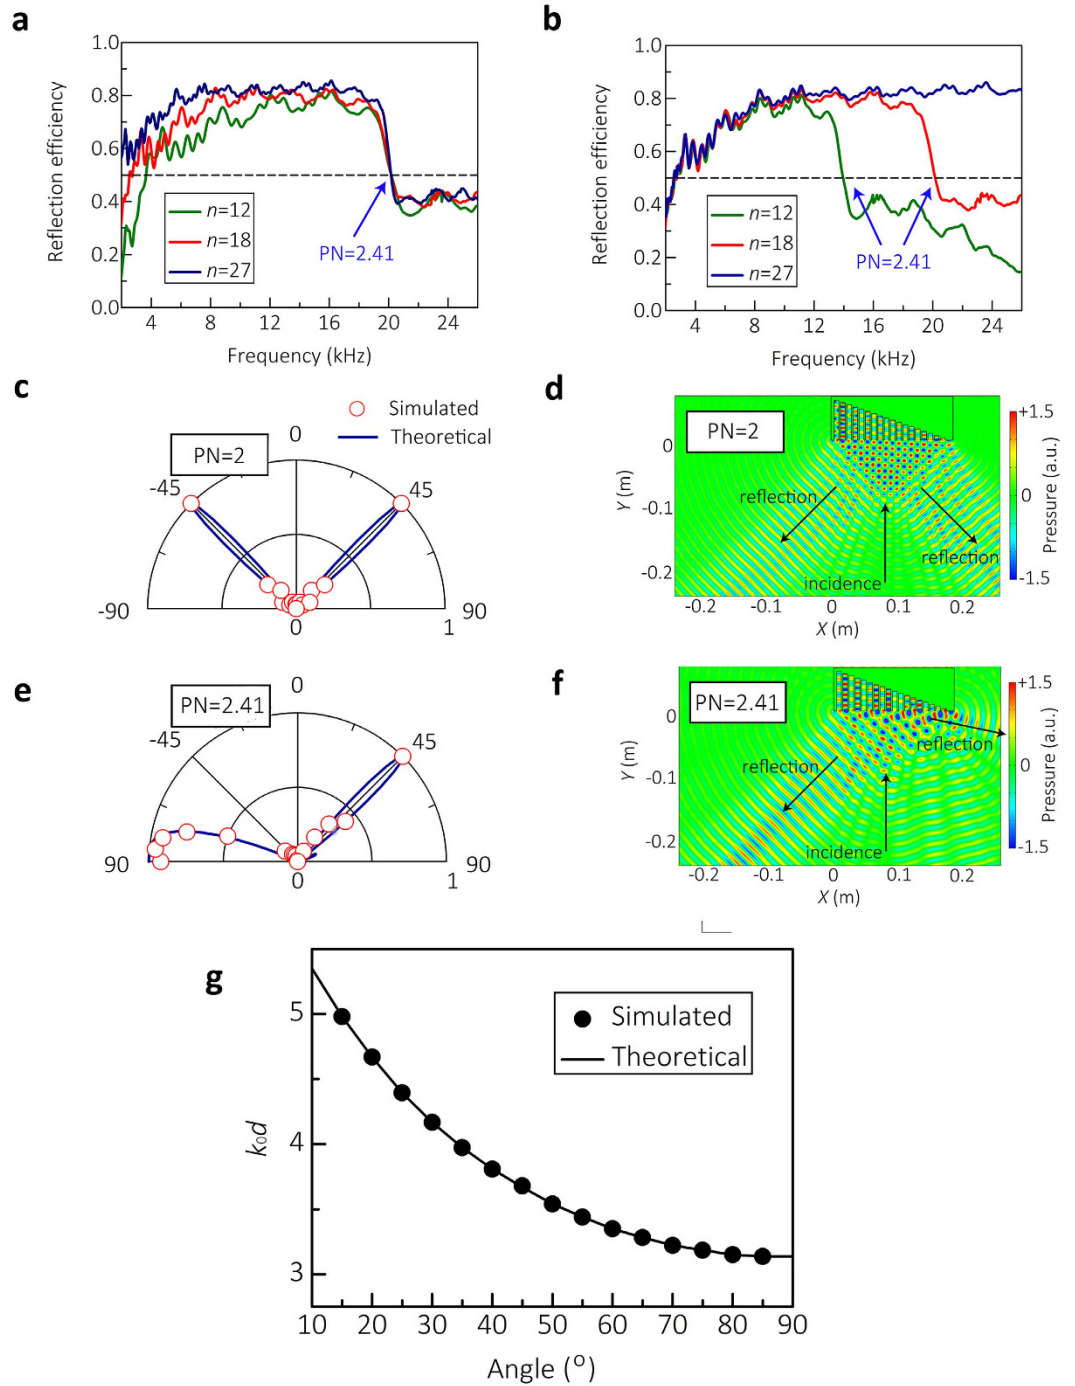 a
Reflection efficiency
1.0
0.8
0.6
0.4
0.2
0.0
n=12
n=18
n=27
PN=2.41
4 8 12 16 20 24
Frequency (kHz)
b
Reflection efficiency
1.0
0.8
0.6
0.4
0.2
0.0
n=12
n=18
n=27
PN=2.41
4 8 12 16 20 24
Frequency (kHz)
c
Simulated
Theoretical
PN=2
0
-45 45
-90 90
0 1
d
PN=2
reflection
reflection
incidence
Y (m)
0
-0.1
-0.2
-0.2 -0.1 0 0.1 0.2
X (m)
+1.5
0
-1.5
Pressure (a.u.)
e
PN=2.41
0
-45 45
90 90
0 1
f
PN=2.41
reflection
reflection
incidence
Y (m)
0
-0.1
-0.2
-0.2 -0.1 0 0.1 0.2
X (m)
+1.5
0
-1.5
Pressure (a.u.)
g
Simulated
Theoretical
k₀d
5
4
3
10 20 30 40 50 60 70 80 90
Angle (°)